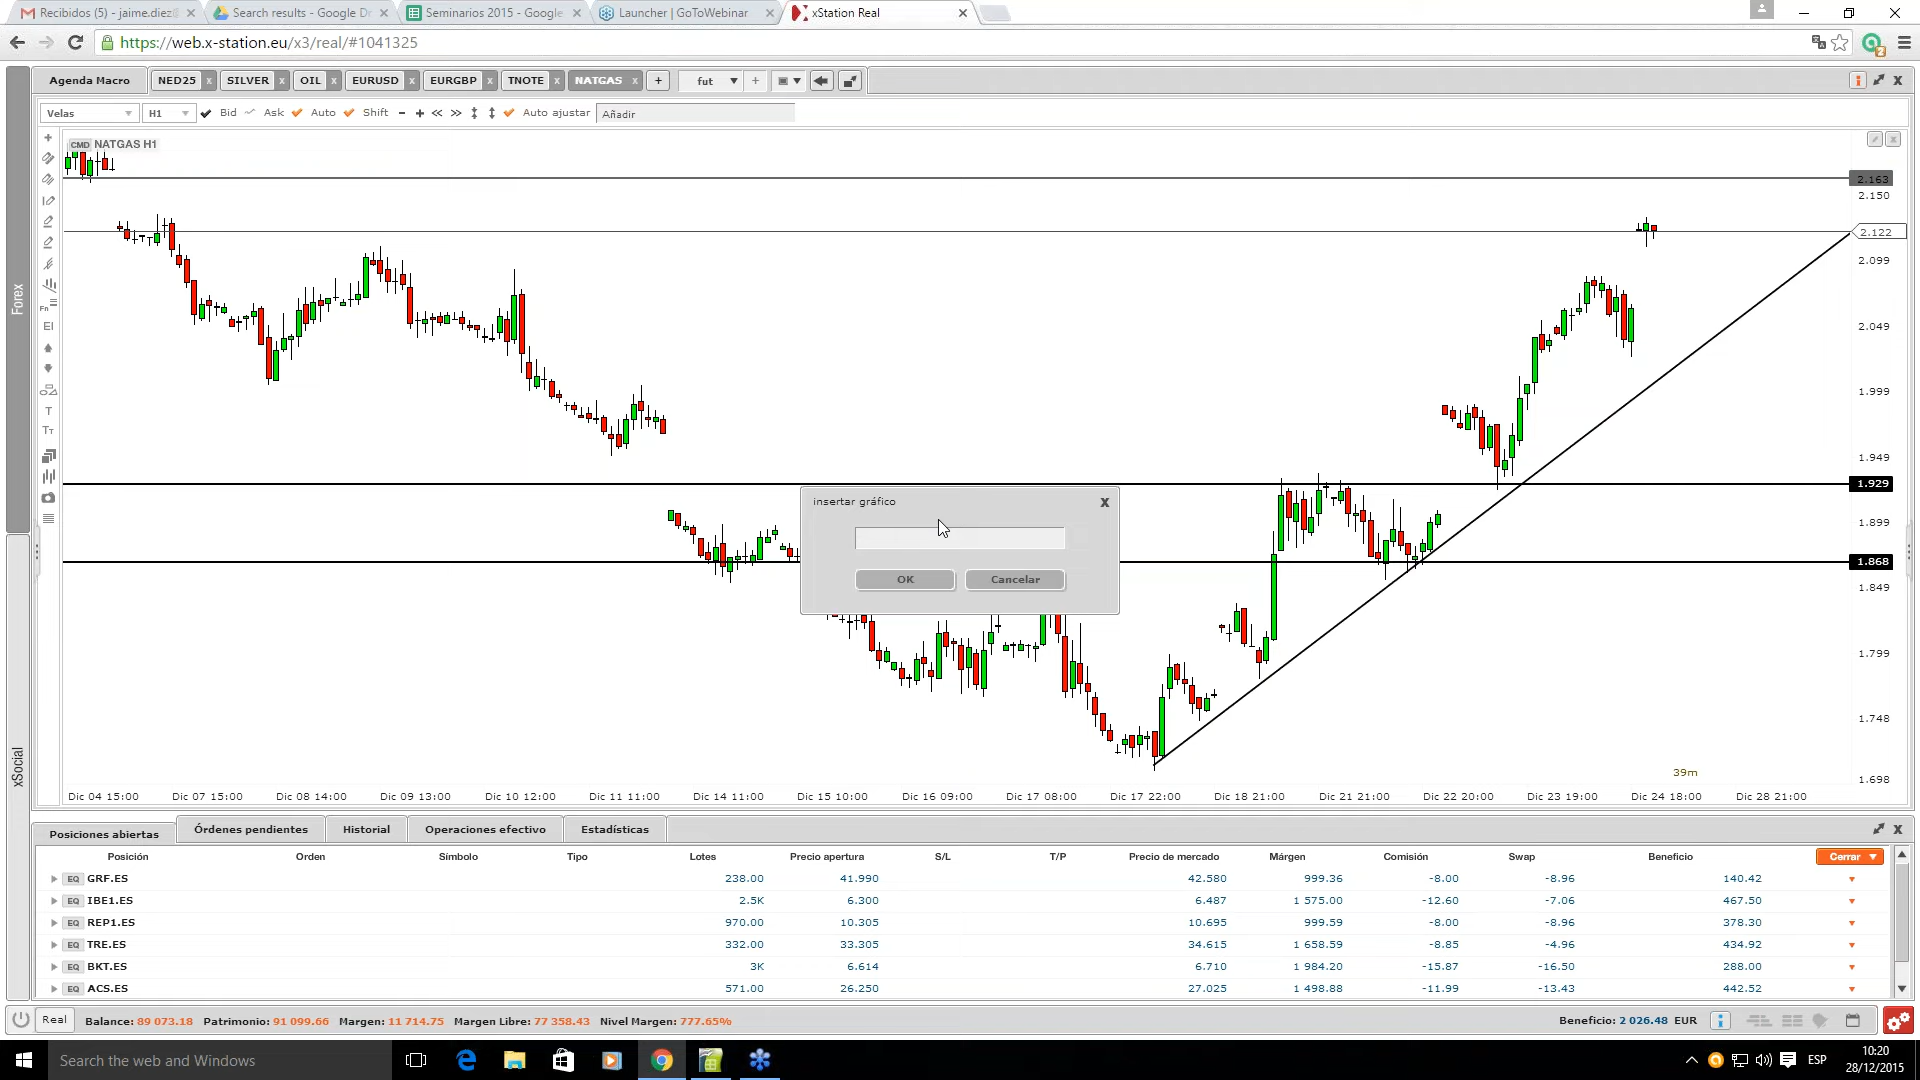 Recibidos (5) - jaime.diez@
Search results - Google Dr
Seminarios 2015 - Google
Launcher | GoToWebinar
xStation Real
https://web.x-station.eu/x3/real/#1041325
Agenda Macro
NED25 x
SILVER x
OIL x
EURUSD x
EURGBP x
TNOTE x
NATGAS x
+
fut
+
Velas
H1
Bid
Ask
Auto
Shift
Auto ajustar
Añadir
CMD NATGAS H1
Forex
xSocial
Fn
EI
T
TT
2.163
2.150
2.122
2.099
2.049
1.999
1.949
1.929
1.899
1.868
1.849
1.799
1.748
1.698
insertar gráfico X
OK Cancelar
39m
Dic 04 15:00 Dic 07 15:00 Dic 08 14:00 Dic 09 13:00 Dic 10 12:00 Dic 11 11:00 Dic 14 11:00 Dic 15 10:00 Dic 16 09:00 Dic 17 08:00 Dic 17 22:00 Dic 18 21:00 Dic 21 21:00 Dic 22 20:00 Dic 23 19:00 Dic 24 18:00 Dic 28 21:00
Posiciones abiertas Órdenes pendientes Historial Operaciones efectivo Estadísticas
Posición Orden Símbolo Tipo Lotes Precio apertura S/L T/P Precio de mercado Márgen Comisión Swap Beneficio Cerrar
EQ GRF.ES 238.00 41.990 42.580 999.36 -8.00 -8.96 140.42
EQ IBE1.ES 2.5K 6.300 6.487 1 575.00 -12.60 -7.06 467.50
EQ REP1.ES 970.00 10.305 10.695 999.59 -8.00 -8.96 378.30
EQ TRE.ES 332.00 33.305 34.615 1 658.59 -8.85 -4.96 434.92
EQ BKT.ES 3K 6.614 6.710 1 984.20 -15.87 -16.50 288.00
EQ ACS.ES 571.00 26.250 27.025 1 498.88 -11.99 -13.43 442.52
Real Balance: 89 073.18 Patrimonio: 91 099.66 Margen: 11 714.75 Margen Libre: 77 358.43 Nivel Margen: 777.65% Beneficio: 2 026.48 EUR
Search the web and Windows
ESP
10:20
28/12/2015